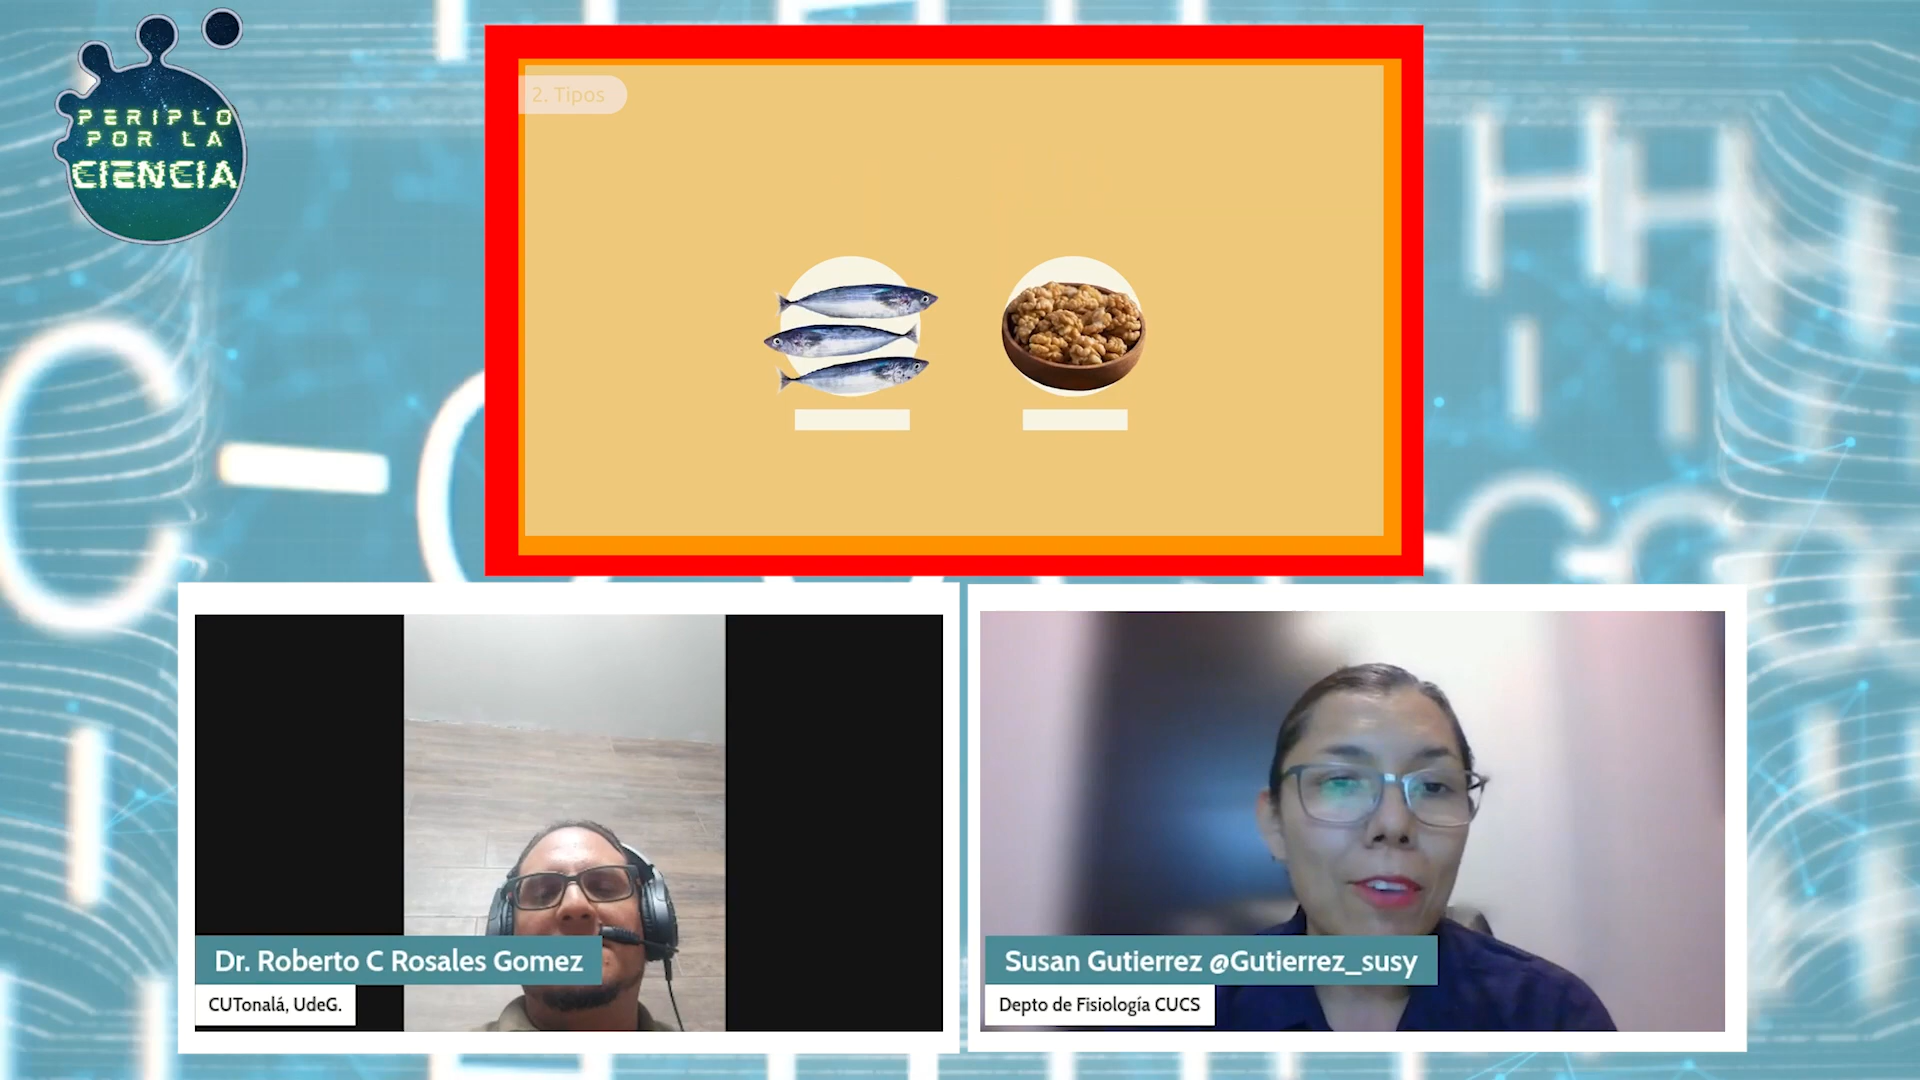 PERIPLO
POR LA
CIENCIA
2. Tipos
Dr. Roberto C Rosales Gomez
CUTonalá, UdeG.
Susan Gutierrez @Gutierrez_susy
Depto de Fisiología CUCS